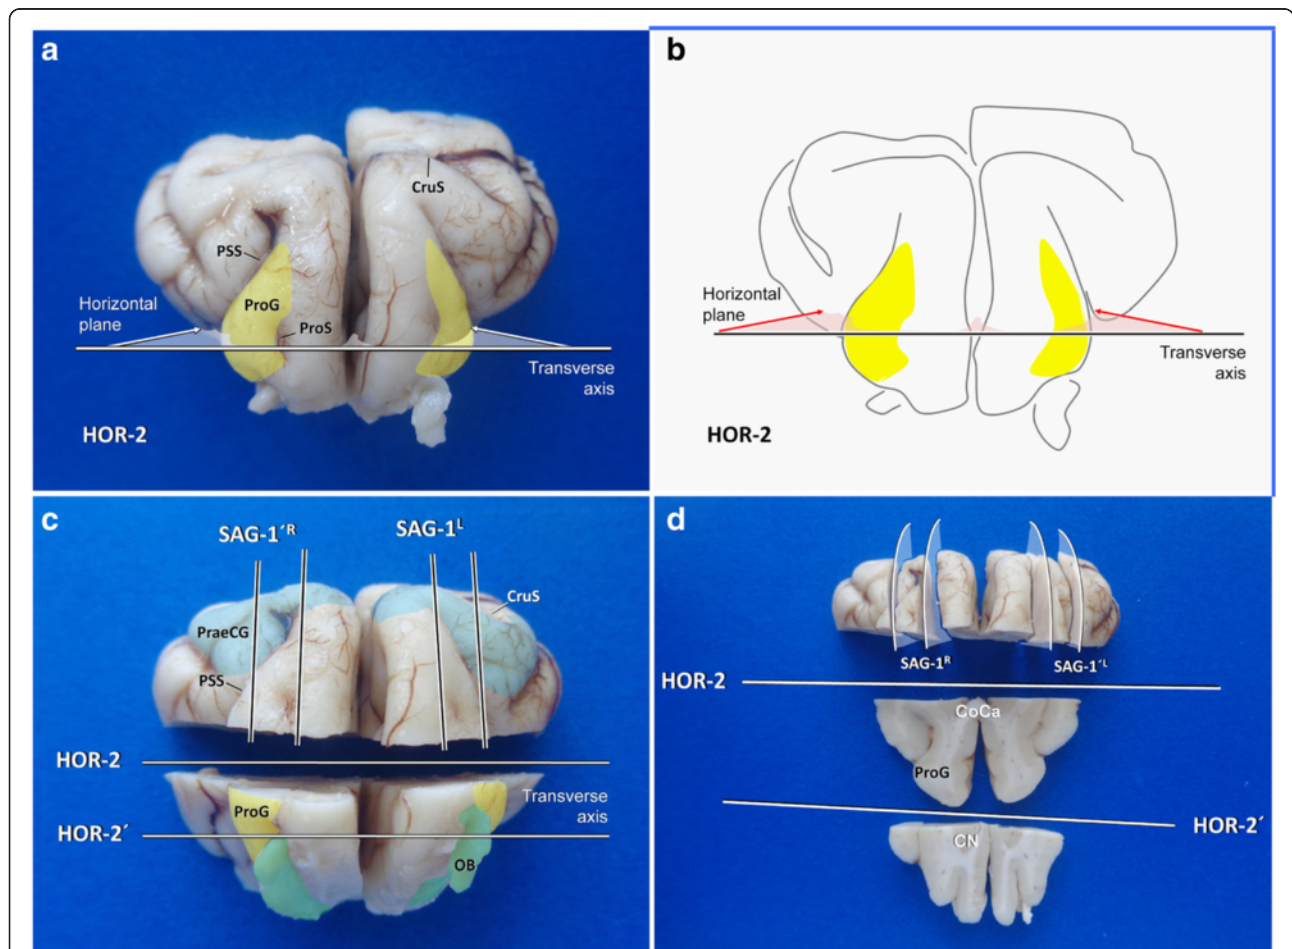 a
CruS
PSS
Horizontal
plane
ProG
ProS
Transverse
axis
HOR-2
b
Horizontal
plane
Transverse
axis
HOR-2
c
SAG-1´R
SAG-1L
CruS
PraeCG
PSS
HOR-2
ProG
Transverse
axis
HOR-2´
OB
d
SAG-1R
SAG-1´L
HOR-2
CoCa
ProG
HOR-2´
CN